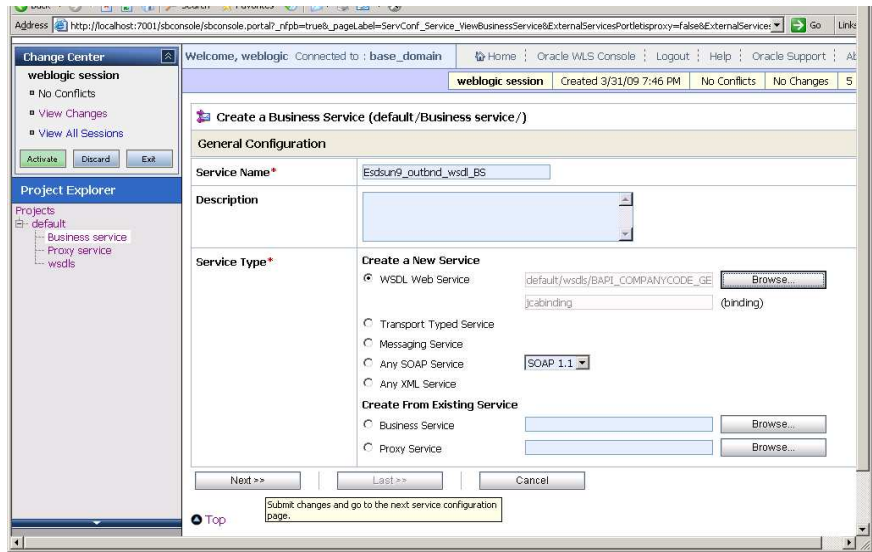 Back Search Favorites
Address http://localhost:7001/sbconsole/sbconsole.portal?_nfpb=true&_pageLabel=ServConf_Service_ViewBusinessService&ExternalServicesPortletisproxy=false&ExternalServices Go Links
Change Center
weblogic session
No Conflicts
View Changes
View All Sessions
Activate Discard Exit
Project Explorer
Projects
default
Business service
Proxy service
wsdls
Welcome, weblogic Connected to : base_domain Home Oracle WLS Console Logout Help Oracle Support
weblogic session Created 3/31/09 7:46 PM No Conflicts No Changes 5
Create a Business Service (default/Business service/)
General Configuration
Service Name* Esdsun9_outbnd_wsdl_BS
Description
Service Type* Create a New Service
WSDL Web Service default/wsdls/BAPI_COMPANYCODE_GE Browse...
jcabinding (binding)
Transport Typed Service
Messaging Service
Any SOAP Service SOAP 1.1
Any XML Service
Create From Existing Service
Business Service Browse...
Proxy Service Browse...
Next >> Last >> Cancel
Submit changes and go to the next service configuration
page.
Top